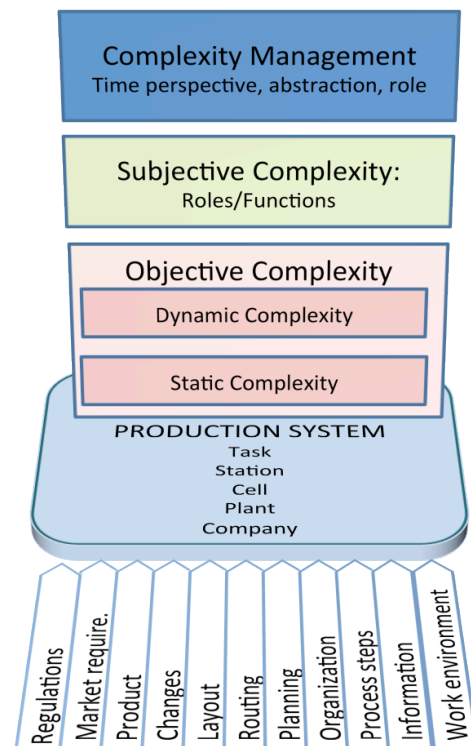 Complexity Management
Time perspective, abstraction, role
Subjective Complexity:
Roles/Functions
Objective Complexity
Dynamic Complexity
Static Complexity
PRODUCTION SYSTEM
Task
Station
Cell
Plant
Company
Regulations
Market require.
Product
Changes
Layout
Routing
Planning
Organization
Process steps
Information
Work environment